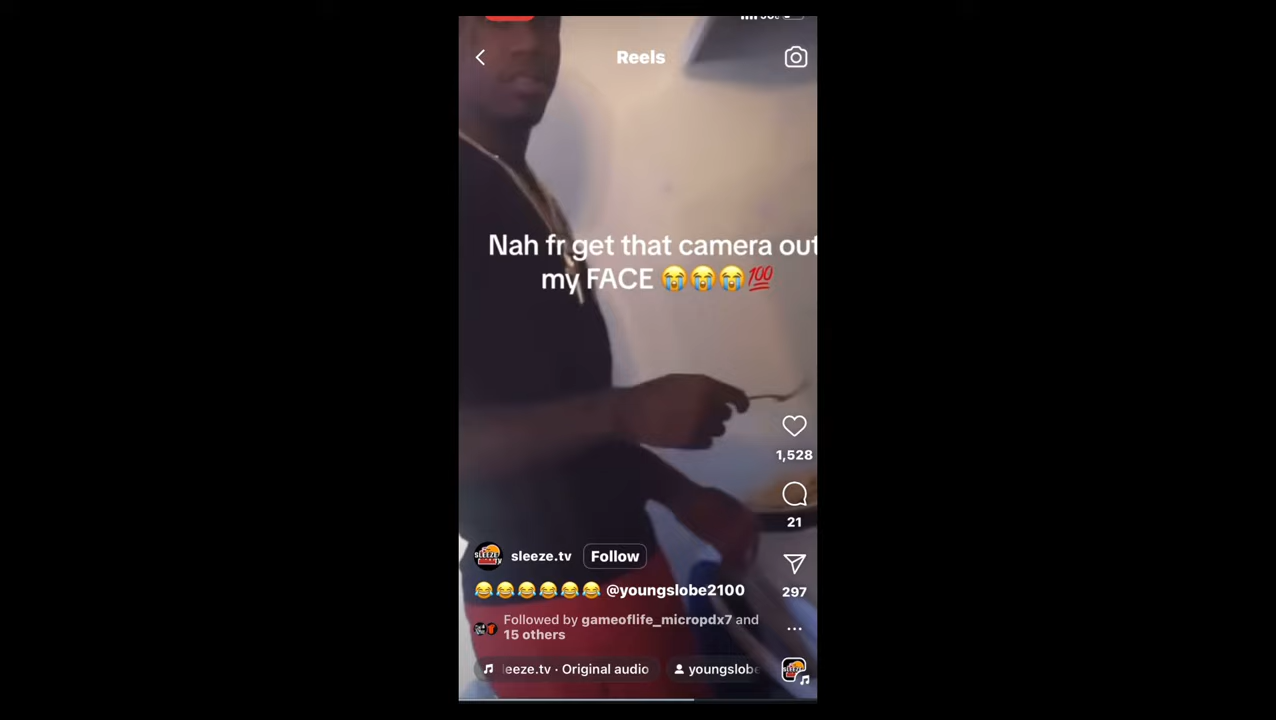 Reels
Nah fr get that camera out
my FACE 😭😭😭💯
1,528
21
sleeze.tv Follow
297
😂😂😂😂😂😂 @youngslobe2100
Followed by gameoflife_micropdx7 and
15 others
leeze.tv · Original audio youngslobe